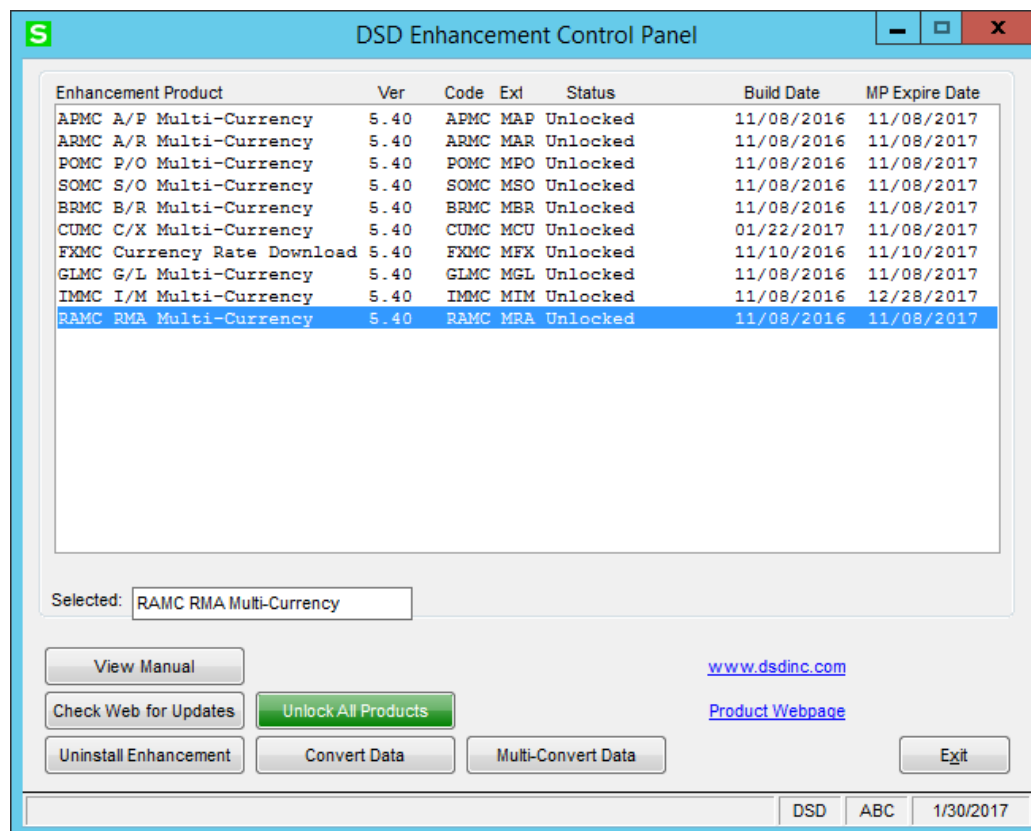 S DSD Enhancement Control Panel X
Enhancement Product Ver Code Ext Status Build Date MP Expire Date
APMC A/P Multi-Currency 5.40 APMC MAP Unlocked 11/08/2016 11/08/2017
ARMC A/R Multi-Currency 5.40 ARMC MAR Unlocked 11/08/2016 11/08/2017
POMC P/O Multi-Currency 5.40 POMC MPO Unlocked 11/08/2016 11/08/2017
SOMC S/O Multi-Currency 5.40 SOMC MSO Unlocked 11/08/2016 11/08/2017
BRMC B/R Multi-Currency 5.40 BRMC MBR Unlocked 11/08/2016 11/08/2017
CUMC C/X Multi-Currency 5.40 CUMC MCU Unlocked 01/22/2017 11/08/2017
FXMC Currency Rate Download 5.40 FXMC MFX Unlocked 11/10/2016 11/10/2017
GLMC G/L Multi-Currency 5.40 GLMC MGL Unlocked 11/08/2016 11/08/2017
IMMC I/M Multi-Currency 5.40 IMMC MIM Unlocked 11/08/2016 12/28/2017
RAMC RMA Multi-Currency 5.40 RAMC MRA Unlocked 11/08/2016 11/08/2017
Selected: RAMC RMA Multi-Currency
View Manual www.dsdinc.com
Check Web for Updates Unlock All Products Product Webpage
Uninstall Enhancement Convert Data Multi-Convert Data Exit
DSD ABC 1/30/2017